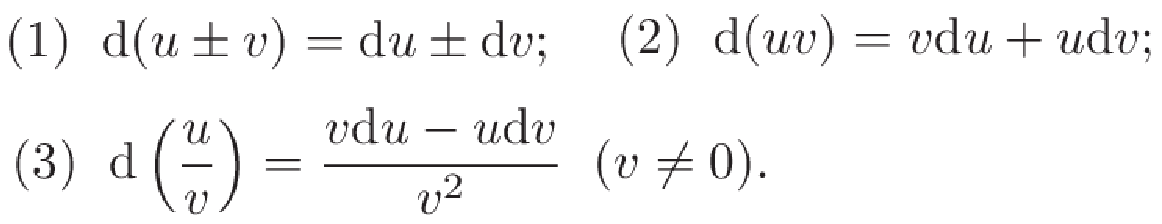 (1) d(u ± v) = du ± dv; (2) d(uv) = vdu + udv;
(3) d(u/v) = (vdu − udv)/v² (v ≠ 0).